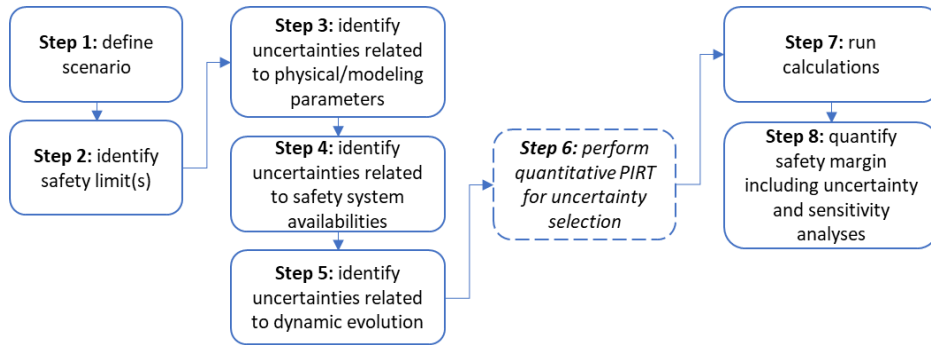 Step 1: define
scenario
Step 2: identify
safety limit(s)
Step 3: identify
uncertainties related
to physical/modeling
parameters
Step 4: identify
uncertainties related
to safety system
availabilities
Step 5: identify
uncertainties related
to dynamic evolution
Step 6: perform
quantitative PIRT
for uncertainty
selection
Step 7: run
calculations
Step 8: quantify
safety margin
including uncertainty
and sensitivity
analyses